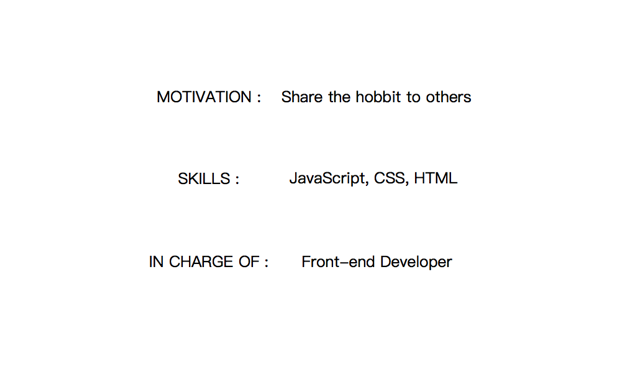 MOTIVATION : Share the hobbit to others
SKILLS : JavaScript, CSS, HTML
IN CHARGE OF : Front-end Developer